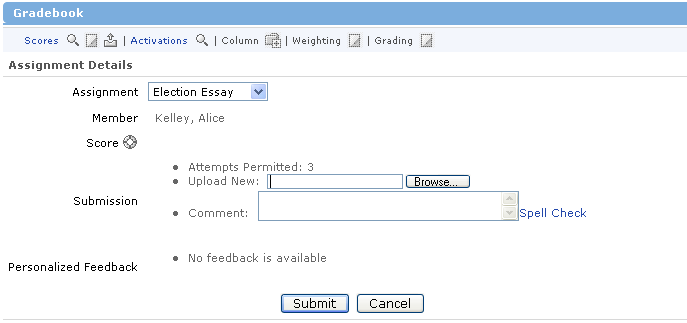 Gradebook
Scores | Activations | Column | Weighting | Grading
Assignment Details
Assignment Election Essay
Member Kelley, Alice
Score
• Attempts Permitted: 3
• Upload New: Browse...
Submission
• Comment: Spell Check
• No feedback is available
Personalized Feedback
Submit Cancel